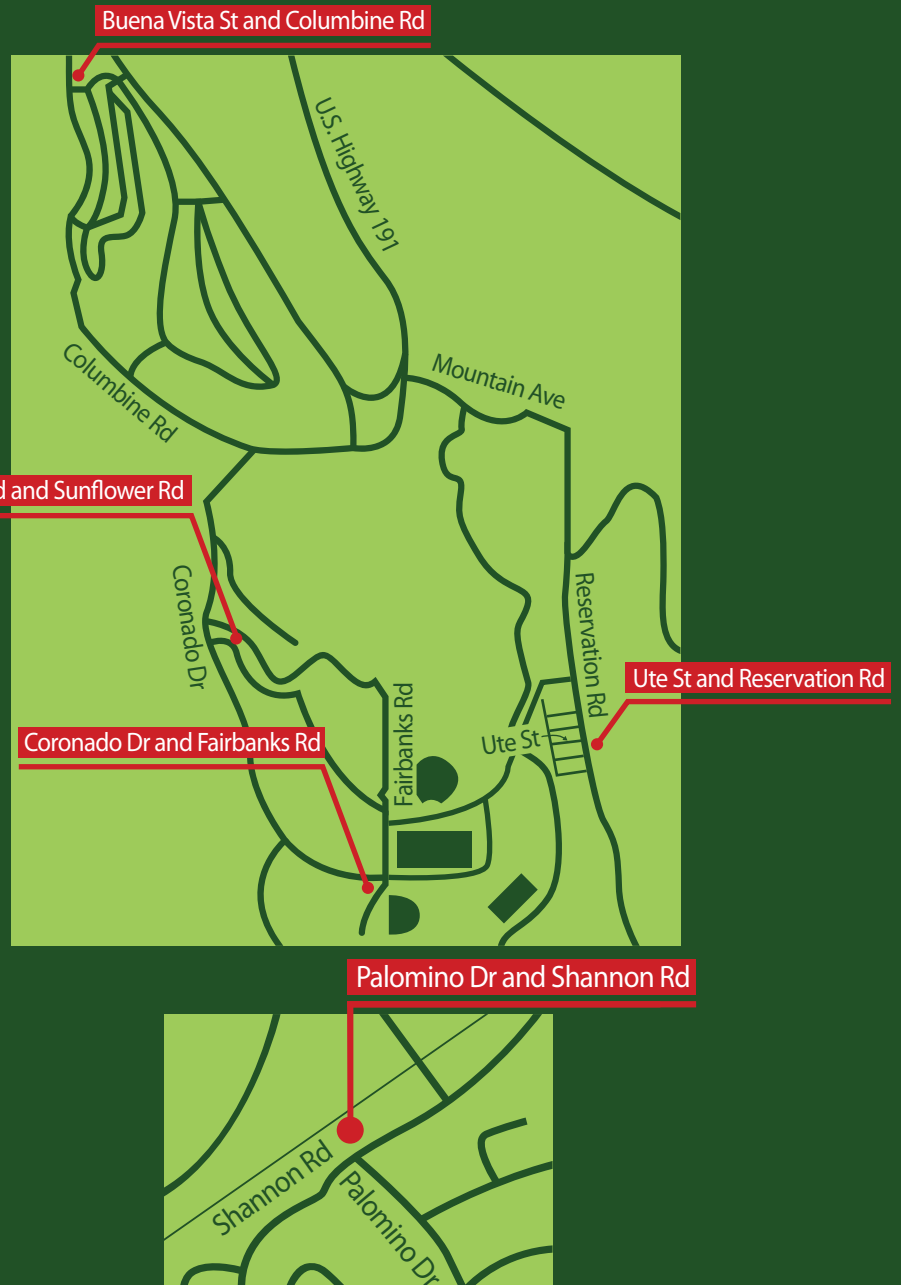 Buena Vista St and Columbine Rd
U.S. Highway 191
Columbine Rd
Mountain Ave
and Sunflower Rd
Coronado Dr
Reservation Rd
Ute St and Reservation Rd
Fairbanks Rd
Ute St
Coronado Dr and Fairbanks Rd
Palomino Dr and Shannon Rd
Shannon Rd
Palomino Dr